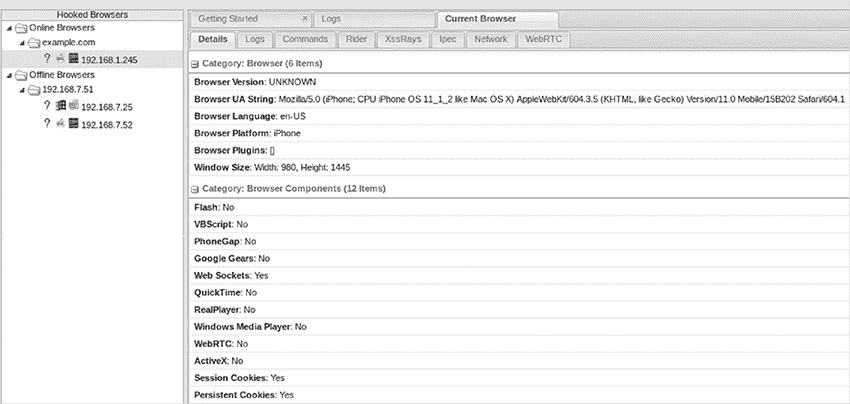 Hooked Browsers
Online Browsers
example.com
? 192.168.1.245
Offline Browsers
192.168.7.51
? 192.168.7.25
? 192.168.7.52
Getting Started Logs Current Browser
Details Logs Commands Rider XssRays Ipec Network WebRTC
Category: Browser (6 Items)
Browser Version: UNKNOWN
Browser UA String: Mozilla/5.0 (iPhone; CPU iPhone OS 11_1_2 like Mac OS X) AppleWebKit/604.3.5 (KHTML, like Gecko) Version/11.0 Mobile/15B202 Safari/604.1
Browser Language: en-US
Browser Platform: iPhone
Browser Plugins: []
Window Size: Width: 980, Height: 1445
Category: Browser Components (12 Items)
Flash: No
VBScript: No
PhoneGap: No
Google Gears: No
Web Sockets: Yes
QuickTime: No
RealPlayer: No
Windows Media Player: No
WebRTC: No
ActiveX: No
Session Cookies: Yes
Persistent Cookies: Yes